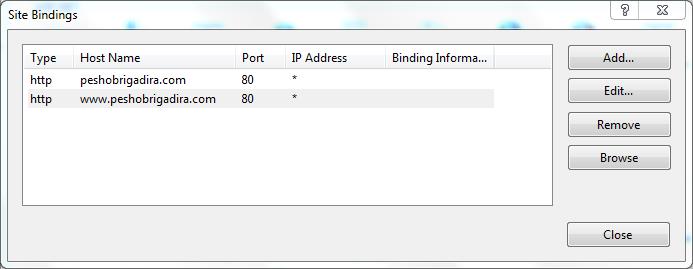 Site Bindings
Type Host Name Port IP Address Binding Informa...
http peshobrigadira.com 80 *
http www.peshobrigadira.com 80 *
Add...
Edit...
Remove
Browse
Close